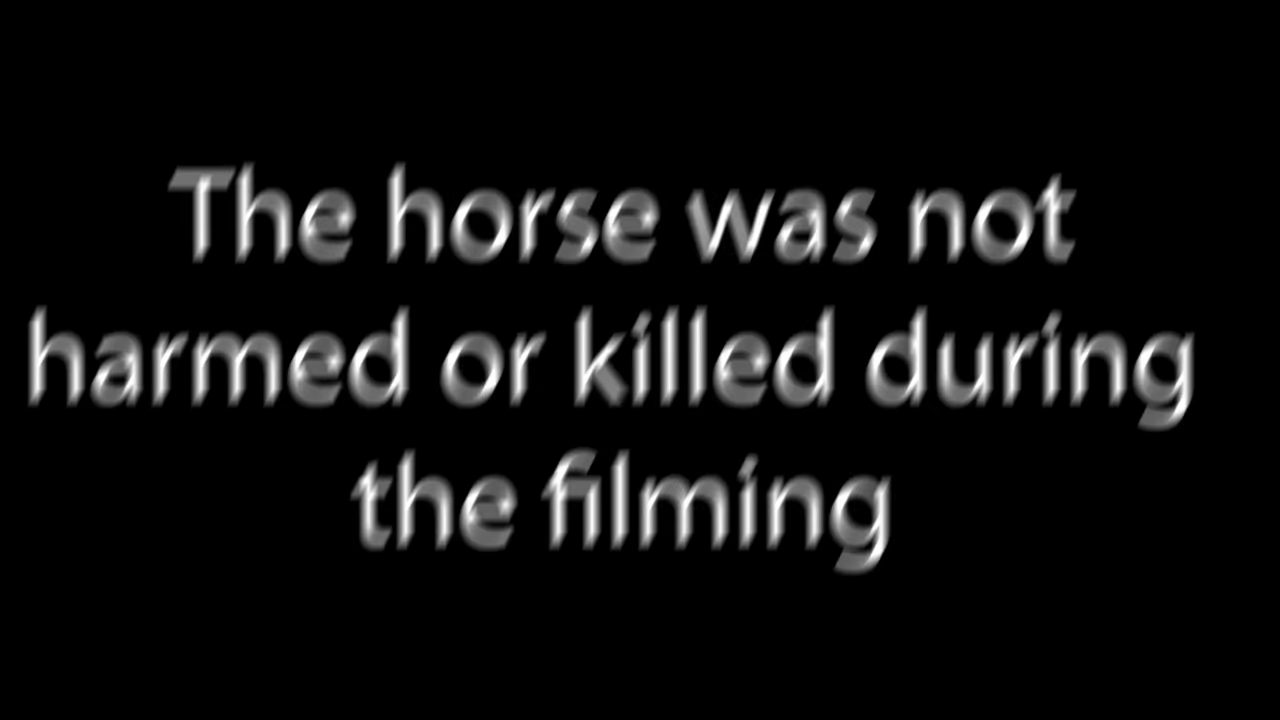 The horse was not
harmed or killed during
the filming